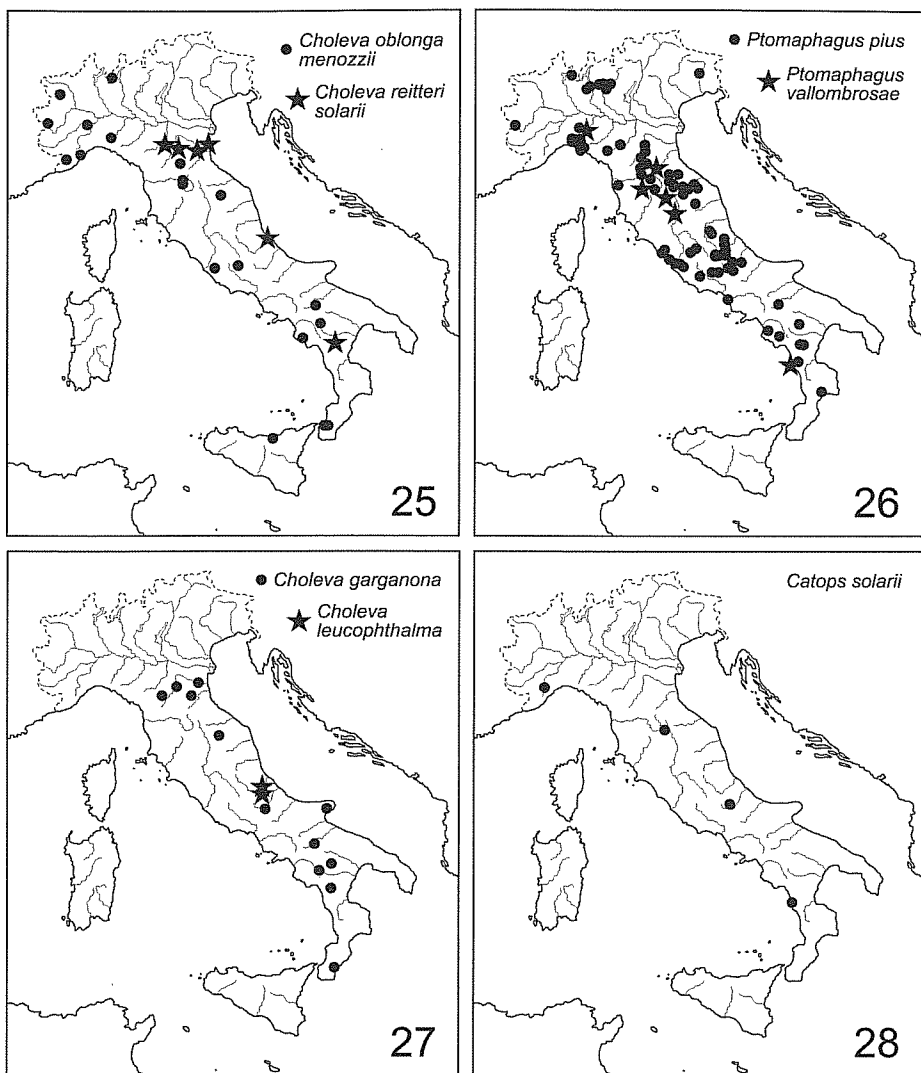 Choleva oblonga
menozzii
Choleva reitteri
solarii
25
Ptomaphagus pius
Ptomaphagus
vallombrosae
26
Choleva garganona
Choleva
leucophthalma
27
Catops solarii
28